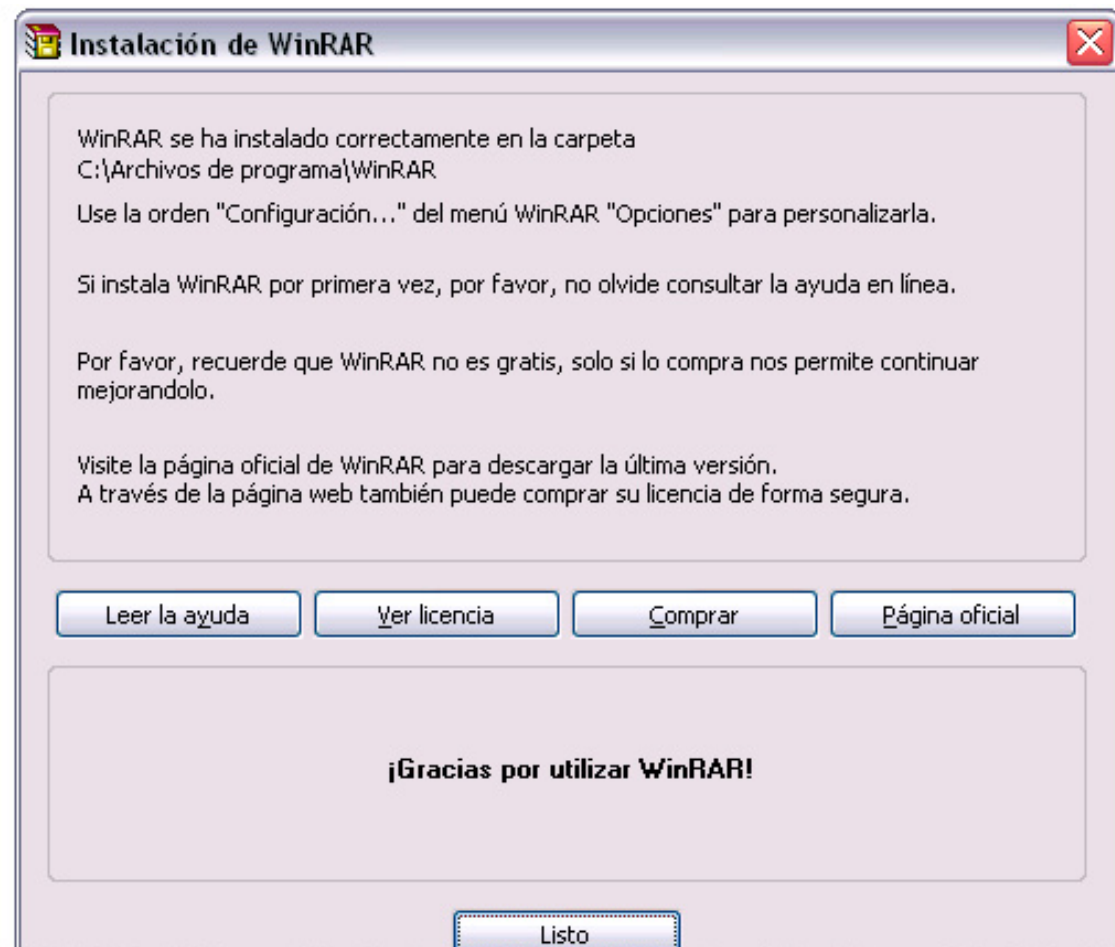 Instalación de WinRAR
WinRAR se ha instalado correctamente en la carpeta
C:\Archivos de programa\WinRAR
Use la orden "Configuración..." del menú WinRAR "Opciones" para personalizarla.
Si instala WinRAR por primera vez, por favor, no olvide consultar la ayuda en línea.
Por favor, recuerde que WinRAR no es gratis, solo si lo compra nos permite continuar
mejorandolo.
Visite la página oficial de WinRAR para descargar la última versión.
A través de la página web también puede comprar su licencia de forma segura.
Leer la ayuda Ver licencia Comprar Página oficial
¡Gracias por utilizar WinRAR!
Listo